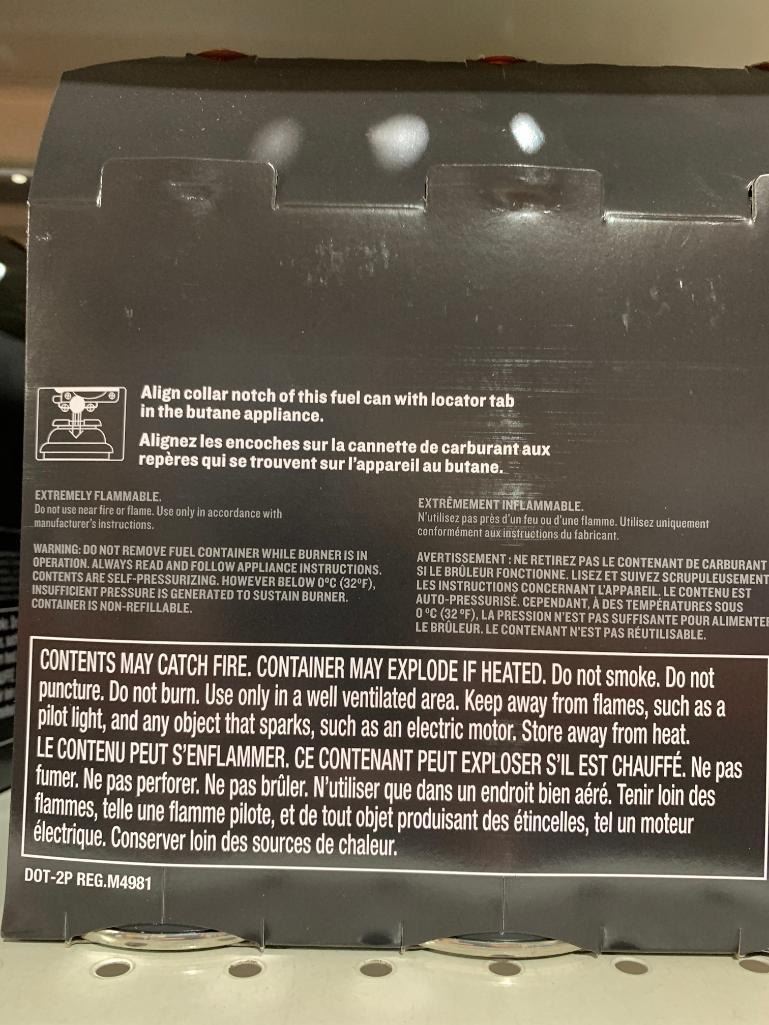 Align collar notch of this fuel can with locator tab
in the butane appliance.
Alignez les encoches sur la cannette de carburant aux
repères qui se trouvent sur l'appareil au butane.
EXTREMELY FLAMMABLE.
Do not use near fire or flame. Use only in accordance with
manufacturer's instructions.
WARNING: DO NOT REMOVE FUEL CONTAINER WHILE BURNER IS IN
OPERATION. ALWAYS READ AND FOLLOW APPLIANCE INSTRUCTIONS.
CONTENTS ARE SELF-PRESSURIZING. HOWEVER BELOW 0°C (32°F),
INSUFFICIENT PRESSURE IS GENERATED TO SUSTAIN BURNER.
CONTAINER IS NON-REFILLABLE.
EXTRÊMEMENT INFLAMMABLE.
N'utilisez pas près d'un feu ou d'une flamme. Utilisez uniquement
conformément aux instructions du fabricant.
AVERTISSEMENT : NE RETIREZ PAS LE CONTENANT DE CARBURANT
SI LE BRÛLEUR FONCTIONNE. LISEZ ET SUIVEZ SCRUPULEUSEMENT
LES INSTRUCTIONS CONCERNANT L'APPAREIL. LE CONTENU EST
AUTO-PRESSURISÉ. CEPENDANT, À DES TEMPÉRATURES SOUS
0 °C (32 °F), LA PRESSION N'EST PAS SUFFISANTE POUR ALIMENTER
LE BRÛLEUR. LE CONTENANT N'EST PAS RÉUTILISABLE.
CONTENTS MAY CATCH FIRE. CONTAINER MAY EXPLODE IF HEATED. Do not smoke. Do not
puncture. Do not burn. Use only in a well ventilated area. Keep away from flames, such as a
pilot light, and any object that sparks, such as an electric motor. Store away from heat.
LE CONTENU PEUT S'ENFLAMMER. CE CONTENANT PEUT EXPLOSER S'IL EST CHAUFFÉ. Ne pas
fumer. Ne pas perforer. Ne pas brûler. N'utiliser que dans un endroit bien aéré. Tenir loin des
flammes, telle une flamme pilote, et de tout objet produisant des étincelles, tel un moteur
électrique. Conserver loin des sources de chaleur.
DOT-2P REG.M4981